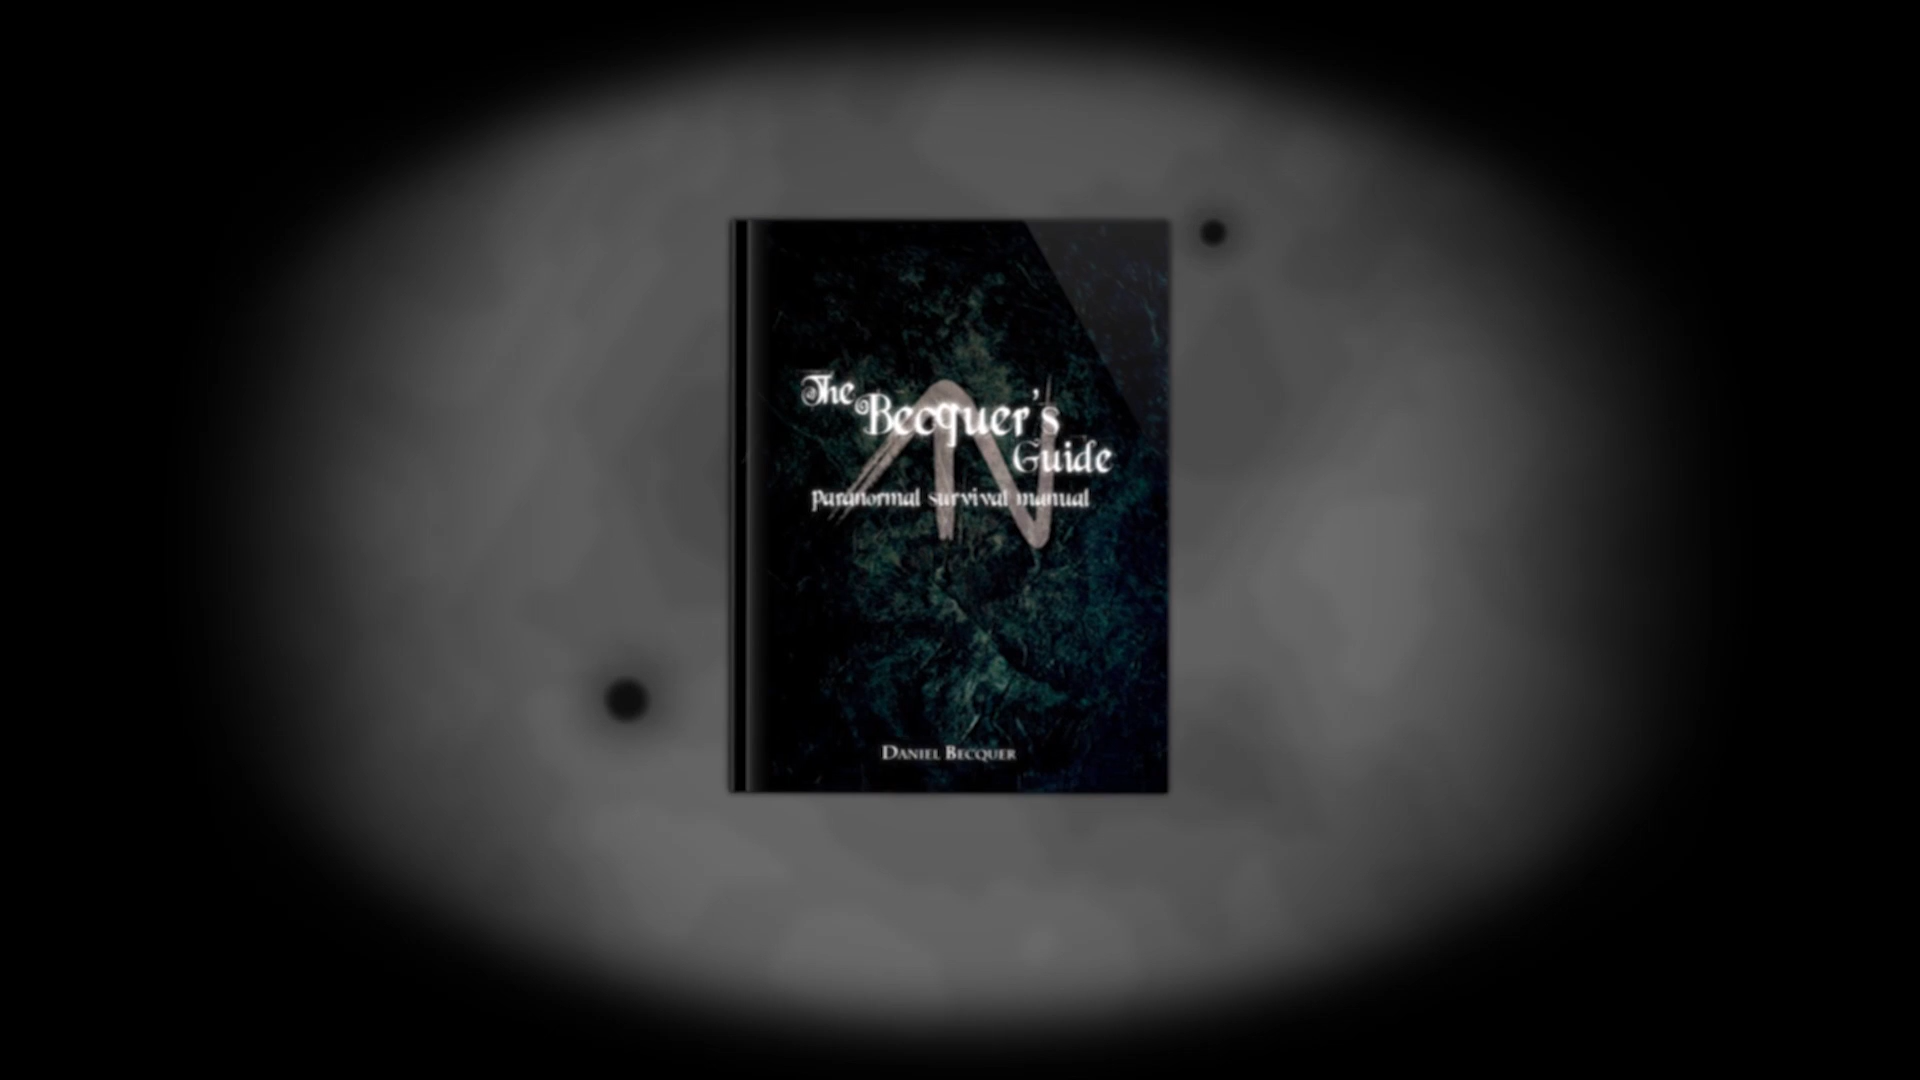 The
Becquer's
Guide
paranormal survival manual
Daniel Becquer